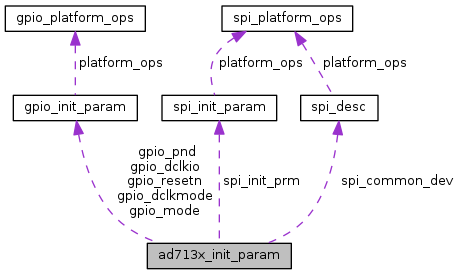 gpio_platform_ops
spi_platform_ops
platform_ops
platform_ops
platform_ops
gpio_init_param
spi_init_param
spi_desc
gpio_pnd
gpio_dclkio
gpio_resetn
gpio_dclkmode
gpio_mode
spi_init_prm
spi_common_dev
ad713x_init_param